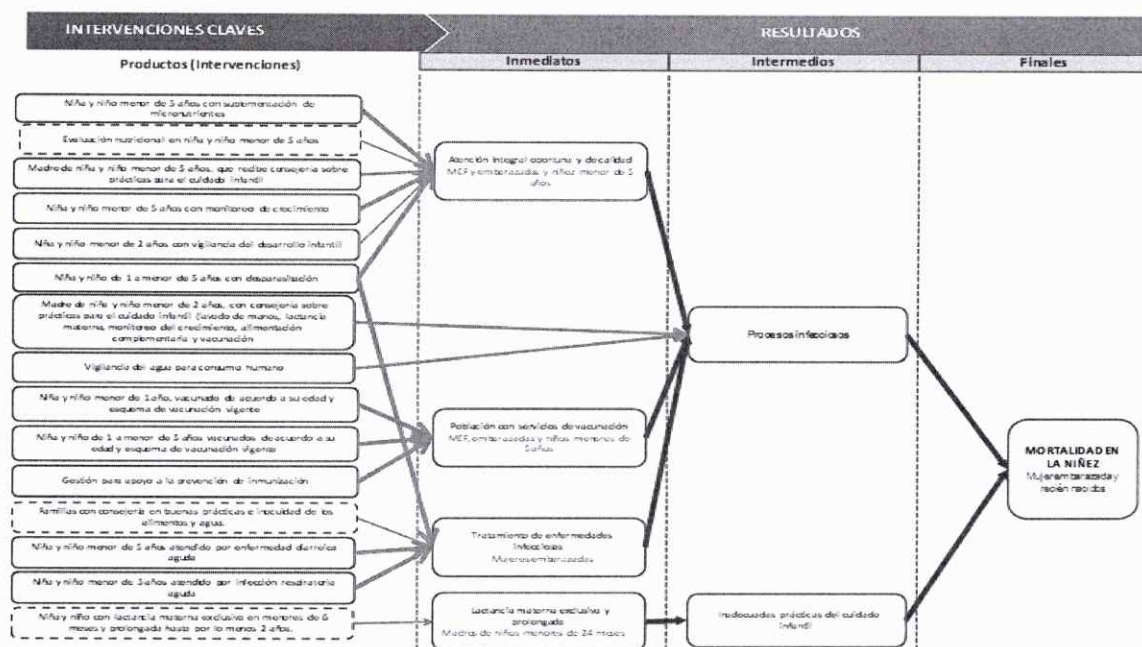 INTERVENCIONES CLAVES
RESULTADOS
Productos (Intervenciones)
Inmediatos
Intermedios
Finales
Niña y niño menor de 5 años con suplementación de
micronutrientes
Evaluación nutricional en niña y niño menor de 5 años
Madre de niña y niño menor de 5 años, que recibe consejería sobre
prácticas para el cuidado infantil
Niña y niño menor de 5 años con monitoreo de crecimiento
Niña y niño menor de 2 años con vigilancia del desarrollo infantil
Niña y niño de 1 a menor de 5 años con desparasitación
Madre de niña y niño menor de 2 años, con consejería sobre
prácticas para el cuidado infantil (lavado de manos, lactancia
materna, monitoreo del crecimiento, alimentación
complementaria y vacunación
Vigilancia del agua para consumo humano
Niña y niño menor de 1 año, vacunado de acuerdo a su edad y
esquema de vacunación vigente
Niña y niño de 1 a menor de 5 años vacunados de acuerdo a su
edad y esquema de vacunación vigente
Gestión para apoyo a la prevención de inmunización
Familias con consejería en buenas prácticas e inocuidad de los
alimentos y agua.
Niña y niño menor de 5 años atendido por enfermedad diarreica
aguda
Niña y niño menor de 5 años atendido por infección respiratoria
aguda
Niña y niño con lactancia materna exclusiva en menores de 6
meses y prolongada hasta por lo menos 2 años.
Atención integral oportuna y de calidad
MEF y embarazadas y niñez menor de 5
años
Población con servicios de vacunación
MEF, embarazadas y niños menores de
5 años
Tratamiento de enfermedades
infecciosas
Mujeres embarazadas
Lactancia materna exclusiva y
prolongada
Madres de niños menores de 24 meses
Procesos infecciosos
Inadecuadas prácticas del cuidado
infantil
MORTALIDAD EN
LA NIÑEZ
Mujer embarazada y
recién nacidos